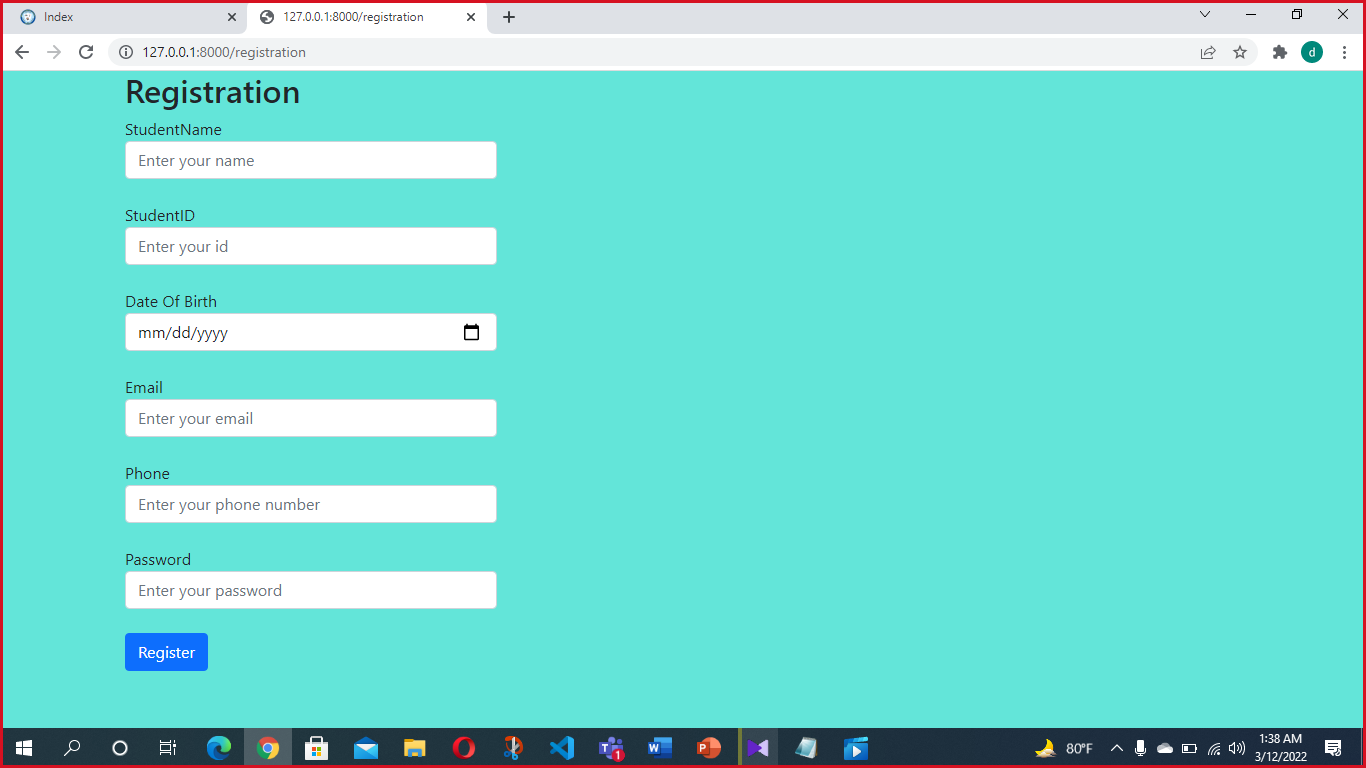 Index
127.0.0.1:8000/registration
127.0.0.1:8000/registration
d
Registration
StudentName
Enter your name
StudentID
Enter your id
Date Of Birth
mm/dd/yyyy
Email
Enter your email
Phone
Enter your phone number
Password
Enter your password
Register
1
80°F
1:38 AM
3/12/2022